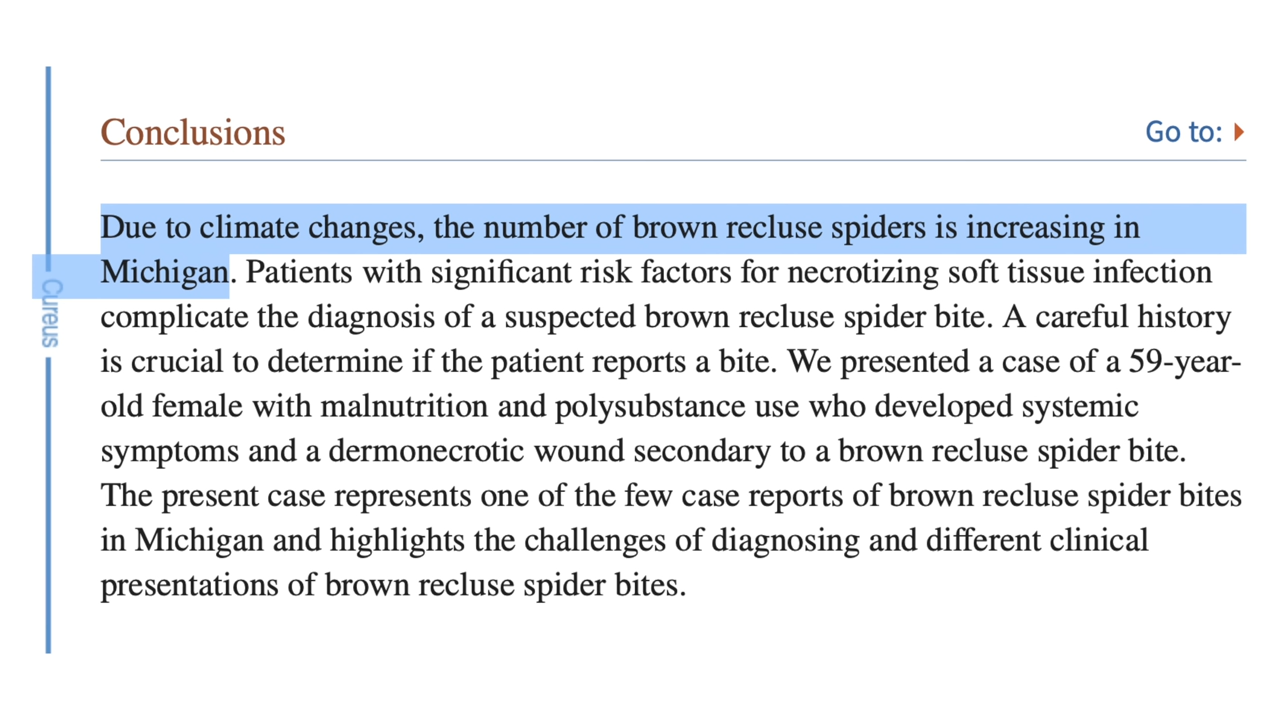 Conclusions
Go to:
Due to climate changes, the number of brown recluse spiders is increasing in
Michigan. Patients with significant risk factors for necrotizing soft tissue infection
complicate the diagnosis of a suspected brown recluse spider bite. A careful history
is crucial to determine if the patient reports a bite. We presented a case of a 59-year-
old female with malnutrition and polysubstance use who developed systemic
symptoms and a dermonecrotic wound secondary to a brown recluse spider bite.
The present case represents one of the few case reports of brown recluse spider bites
in Michigan and highlights the challenges of diagnosing and different clinical
presentations of brown recluse spider bites.
Cureus